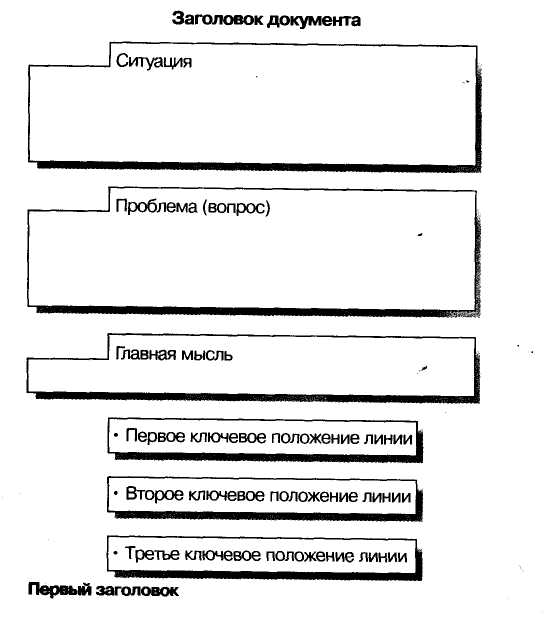 Заголовок документа
Ситуация
Проблема (вопрос)
Главная мысль
• Первое ключевое положение линии
• Второе ключевое положение линии
• Третье ключевое положение линии
Первый заголовок